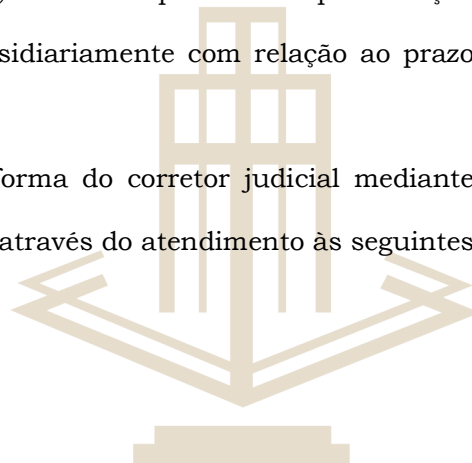 sidiariamente com relação ao prazo
forma do corretor judicial mediante
através do atendimento às seguintes